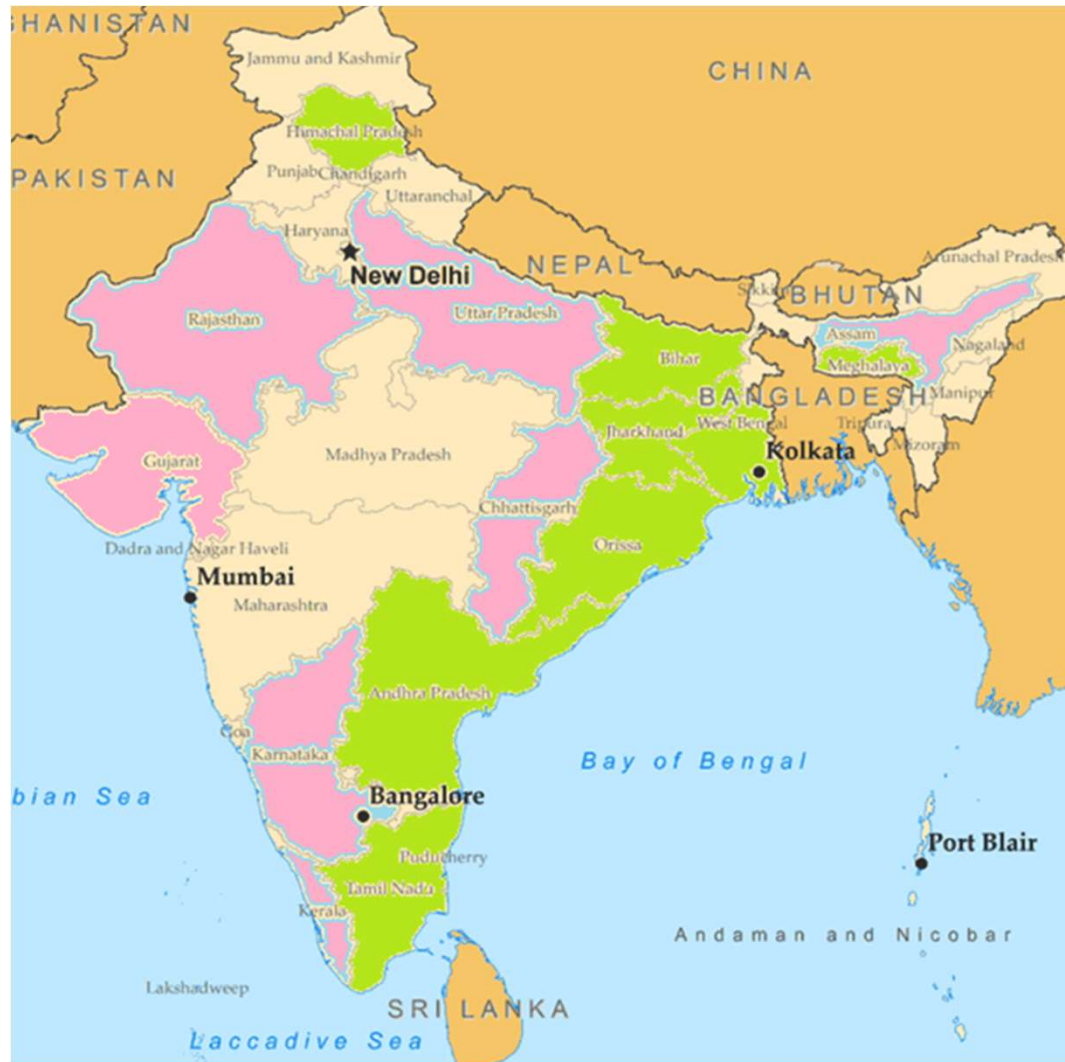 GHANISTAN
Jammu and Kashmir
CHINA
Himachal Pradesh
PAKISTAN
Punjab
Chandigarh
Uttaranchal
Haryana
New Delhi
NEPAL
Arunachal Pradesh
BHUTAN
Rajasthan
Uttar Pradesh
Assam
Nagaland
Bihar
Meghalaya
BANGLADESH
Manipur
Jharkhand
West Bengal
Tripura
Mizoram
Gujarat
Madhya Pradesh
Kolkata
Chhattisgarh
Dadra and Nagar Haveli
Orissa
Mumbai
Maharashtra
Andhra Pradesh
Goa
Karnataka
Bay of Bengal
bian Sea
Bangalore
Port Blair
Puducherry
Tamil Nadu
Kerala
Andaman and Nicobar
Lakshadweep
SRI LANKA
Laccadive Sea